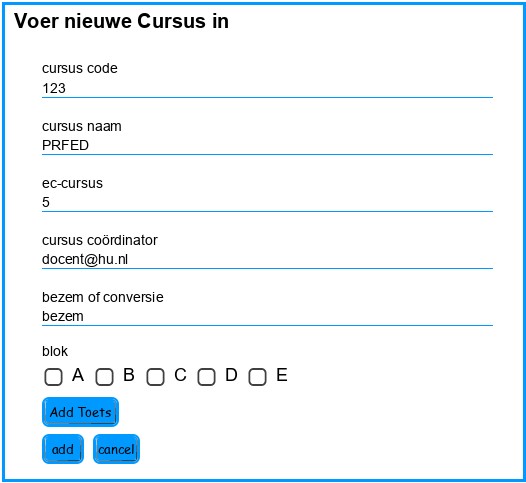 Voer nieuwe Cursus in
cursus code
123
cursus naam
PRFED
ec-cursus
5
cursus coördinator
docent@hu.nl
bezem of conversie
bezem
blok
A B C D E
Add Toets
add cancel